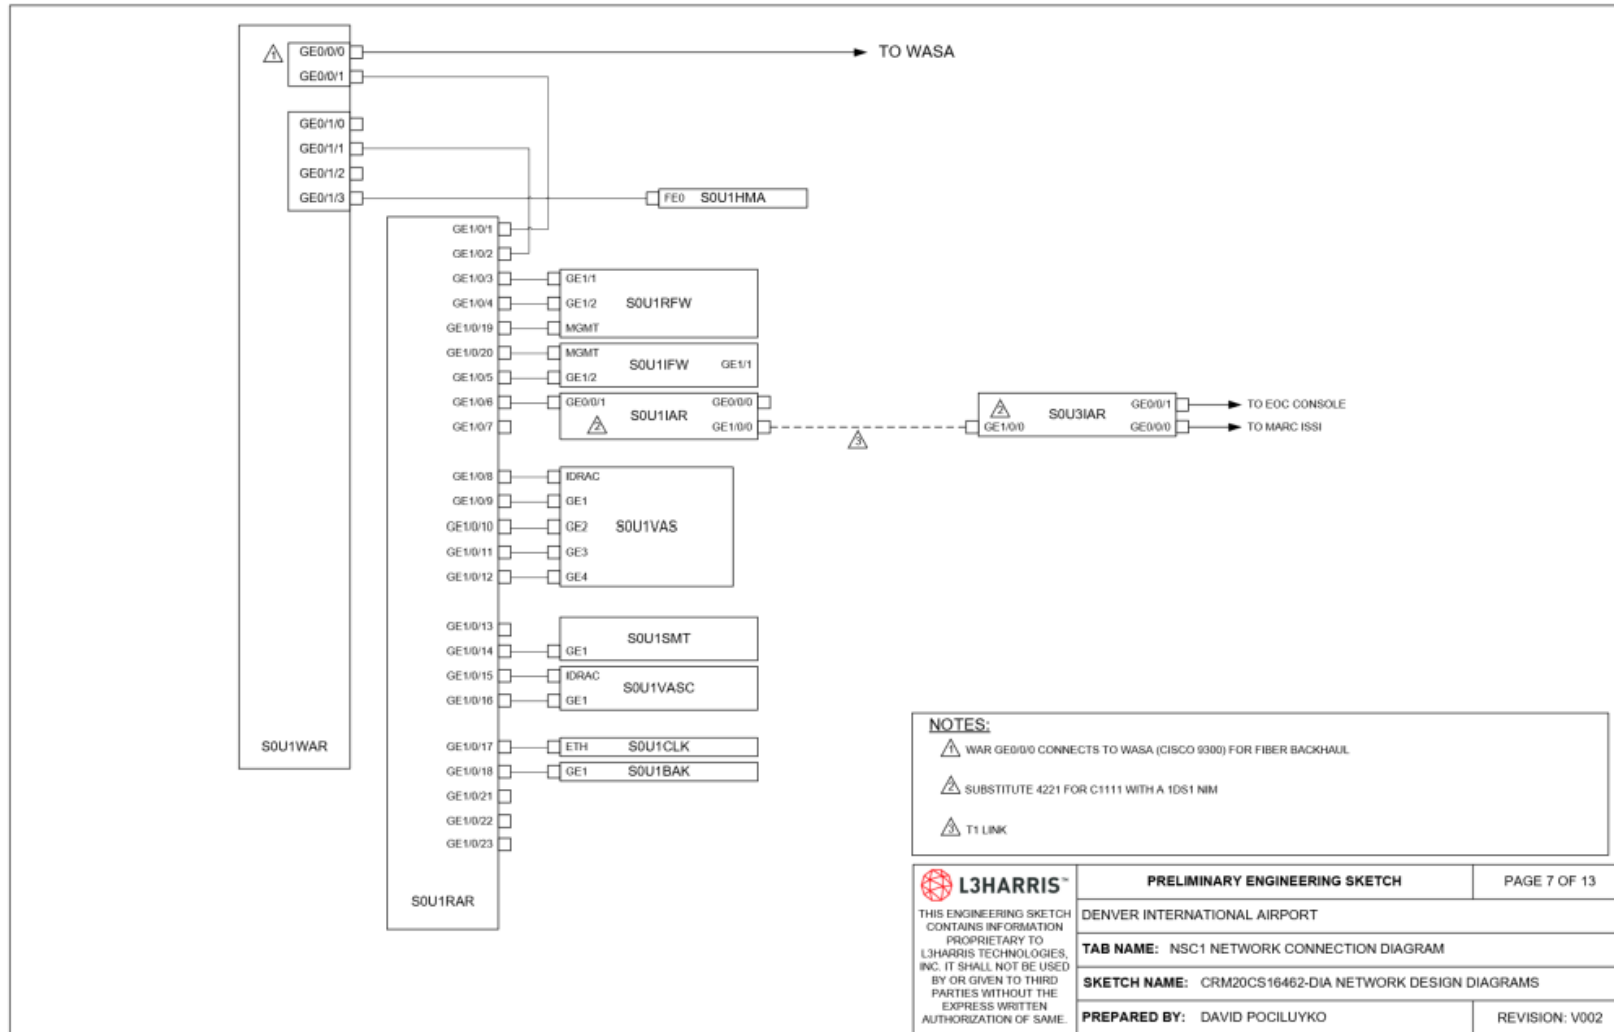 GE0/0/0
TO WASA
GE0/0/1
GE0/1/0
GE0/1/1
GE0/1/2
GE0/1/3
FE0 S0U1HMA
S0U1WAR
GE1/0/1
GE1/0/2
GE1/0/3
GE1/0/4
GE1/0/19
GE1/0/20
GE1/0/5
GE1/0/6
GE1/0/7
GE1/0/8
GE1/0/9
GE1/0/10
GE1/0/11
GE1/0/12
GE1/0/13
GE1/0/14
GE1/0/15
GE1/0/16
GE1/0/17
GE1/0/18
GE1/0/21
GE1/0/22
GE1/0/23
S0U1RAR
GE1/1
GE1/2 S0U1RFW
MGMT
MGMT
S0U1IFW GE1/1
GE1/2
GE0/0/1 GE0/0/0
S0U1IAR
2 GE1/0/0
3
2 S0U3IAR
GE1/0/0
GE0/0/1 TO EOC CONSOLE
GE0/0/0 TO MARC ISSI
IDRAC
GE1
GE2 S0U1VAS
GE3
GE4
S0U1SMT
GE1
IDRAC
S0U1VASC
GE1
ETH S0U1CLK
GE1 S0U1BAK
1
NOTES:
1 WAR GE0/0/0 CONNECTS TO WASA (CISCO 9300) FOR FIBER BACKHAUL
2 SUBSTITUTE 4221 FOR C1111 WITH A 1DS1 NIM
3 T1 LINK
L3HARRIS™
THIS ENGINEERING SKETCH
CONTAINS INFORMATION
PROPRIETARY TO
L3HARRIS TECHNOLOGIES,
INC. IT SHALL NOT BE USED
BY OR GIVEN TO THIRD
PARTIES WITHOUT THE
EXPRESS WRITTEN
AUTHORIZATION OF SAME.
PRELIMINARY ENGINEERING SKETCH
PAGE 7 OF 13
DENVER INTERNATIONAL AIRPORT
TAB NAME: NSC1 NETWORK CONNECTION DIAGRAM
SKETCH NAME: CRM20CS16462-DIA NETWORK DESIGN DIAGRAMS
PREPARED BY: DAVID POCILUYKO
REVISION: V002